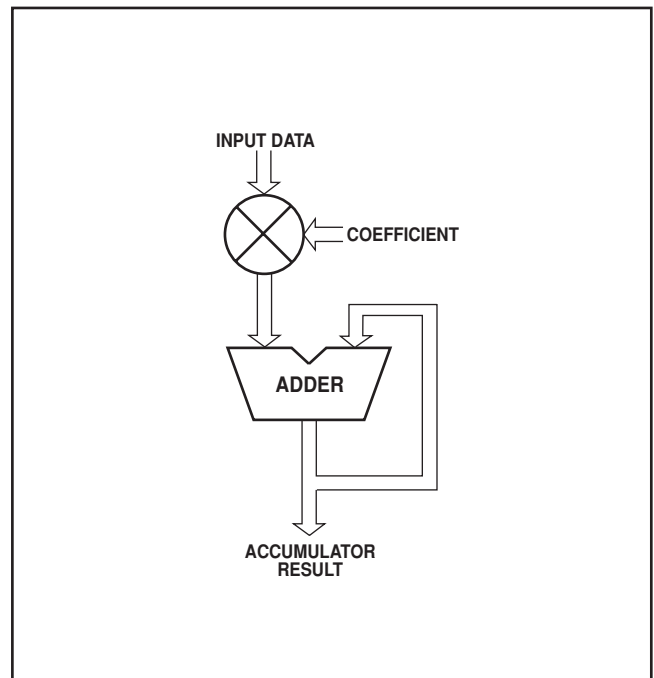 INPUT DATA
COEFFICIENT
ADDER
ACCUMULATOR
RESULT